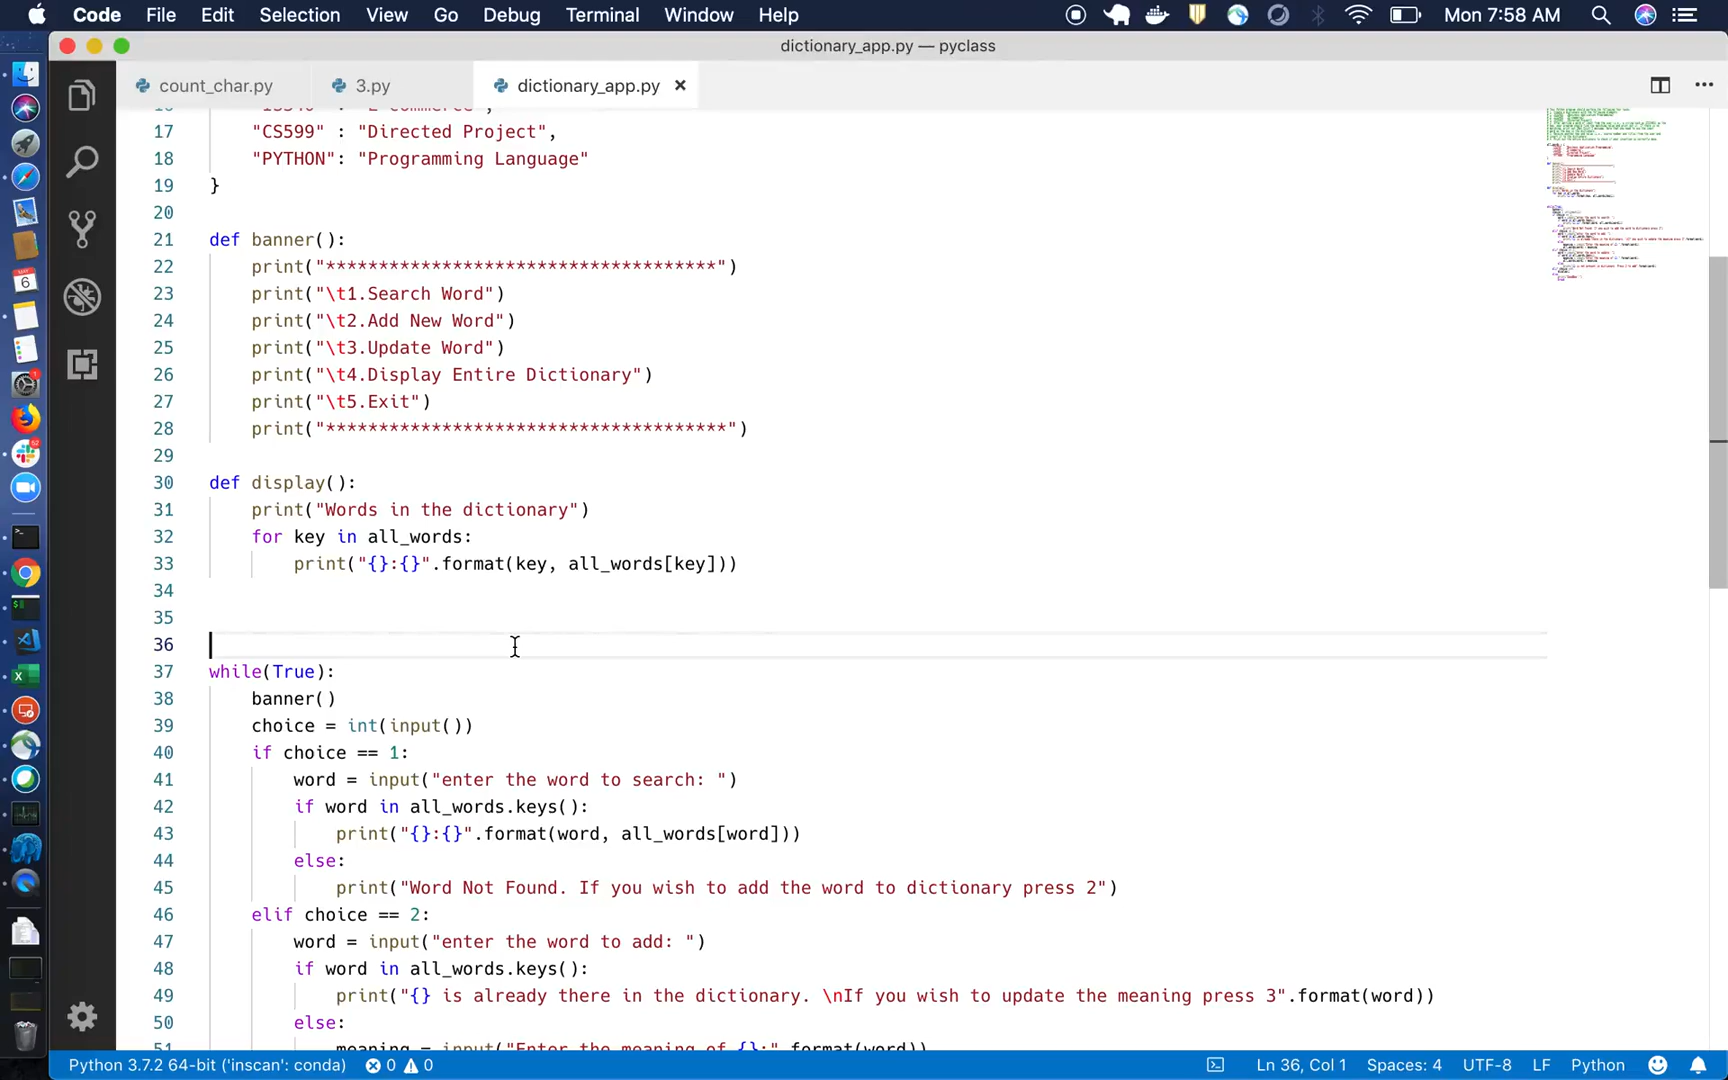 Code File Edit Selection View Go Debug Terminal Window Help Mon 7:58 AM
dictionary_app.py — pyclass
count_char.py 3.py dictionary_app.py
17 "CS599" : "Directed Project",
18 "PYTHON": "Programming Language"
19 }
20
21 def banner():
22 print("*************************************")
23 print("\t1.Search Word")
24 print("\t2.Add New Word")
25 print("\t3.Update Word")
26 print("\t4.Display Entire Dictionary")
27 print("\t5.Exit")
28 print("**************************************")
29
30 def display():
31 print("Words in the dictionary")
32 for key in all_words:
33 print("{}:{}".format(key, all_words[key]))
34
35
36
37 while(True):
38 banner()
39 choice = int(input())
40 if choice == 1:
41 word = input("enter the word to search: ")
42 if word in all_words.keys():
43 print("{}:{}".format(word, all_words[word]))
44 else:
45 print("Word Not Found. If you wish to add the word to dictionary press 2")
46 elif choice == 2:
47 word = input("enter the word to add: ")
48 if word in all_words.keys():
49 print("{} is already there in the dictionary. \nIf you wish to update the meaning press 3".format(word))
50 else:
51 meaning = input("Enter the meaning of {}:".format(word))
Python 3.7.2 64-bit ('inscan': conda) 0 0 Ln 36, Col 1 Spaces: 4 UTF-8 LF Python